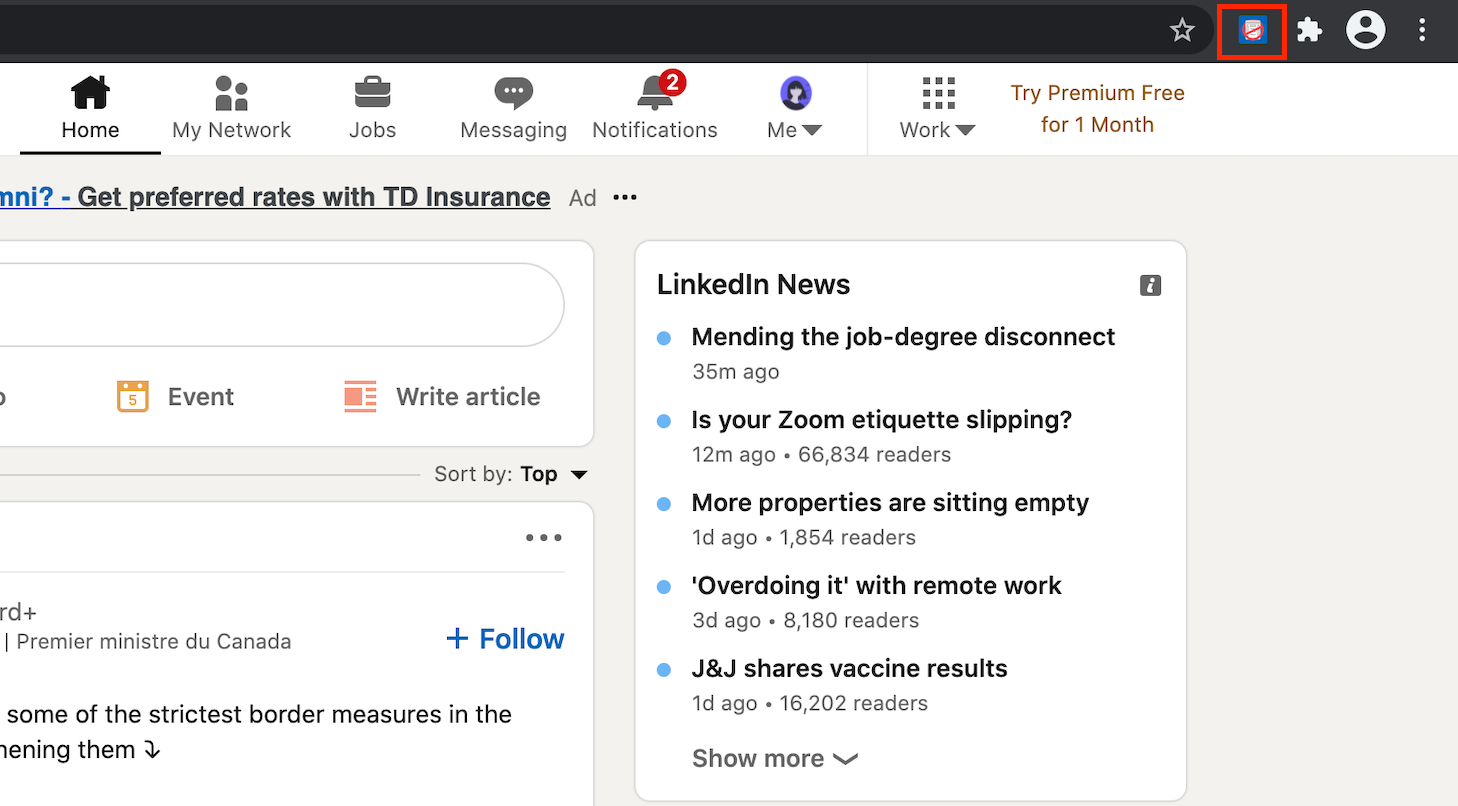 2
Home
My Network
Jobs
Messaging
Notifications
Me
Work
Try Premium Free
for 1 Month
mni? - Get preferred rates with TD Insurance Ad
5
Event
Write article
Sort by: Top
rd+
| Premier ministre du Canada
+ Follow
some of the strictest border measures in the
hening them ⤵
LinkedIn News
Mending the job-degree disconnect
35m ago
Is your Zoom etiquette slipping?
12m ago • 66,834 readers
More properties are sitting empty
1d ago • 1,854 readers
'Overdoing it' with remote work
3d ago • 8,180 readers
J&J shares vaccine results
1d ago • 16,202 readers
Show more